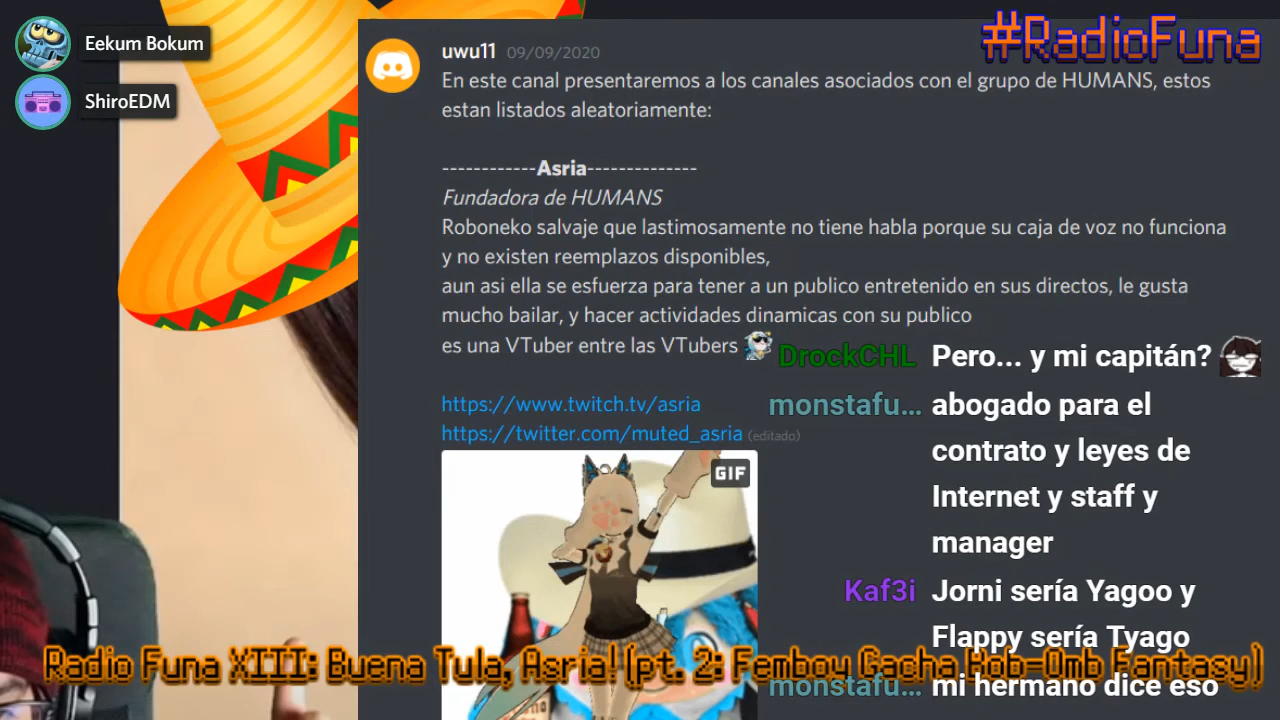 Eekum Bokum
ShiroEDM
#RadioFuna
uwu11 09/09/2020
En este canal presentaremos a los canales asociados con el grupo de HUMANS, estos
estan listados aleatoriamente:
------------Asria--------------
Fundadora de HUMANS
Roboneko salvaje que lastimosamente no tiene habla porque su caja de voz no funciona
y no existen reemplazos disponibles,
aun asi ella se esfuerza para tener a un publico entretenido en sus directos, le gusta
mucho bailar, y hacer actividades dinamicas con su publico
es una VTuber entre las VTubers
https://www.twitch.tv/asria
https://twitter.com/muted_asria (editado)
GIF
DrockCHL Pero... y mi capitán?
monstafu... abogado para el
contrato y leyes de
Internet y staff y
manager
Kaf3i Jorni sería Yagoo y
Flappy sería Tyago
monstafu... mi hermano dice eso
Radio Funa XIII: Buena Tula, Asria! (pt. 2: Femboy Gacha Bob-Omb Fantasy)